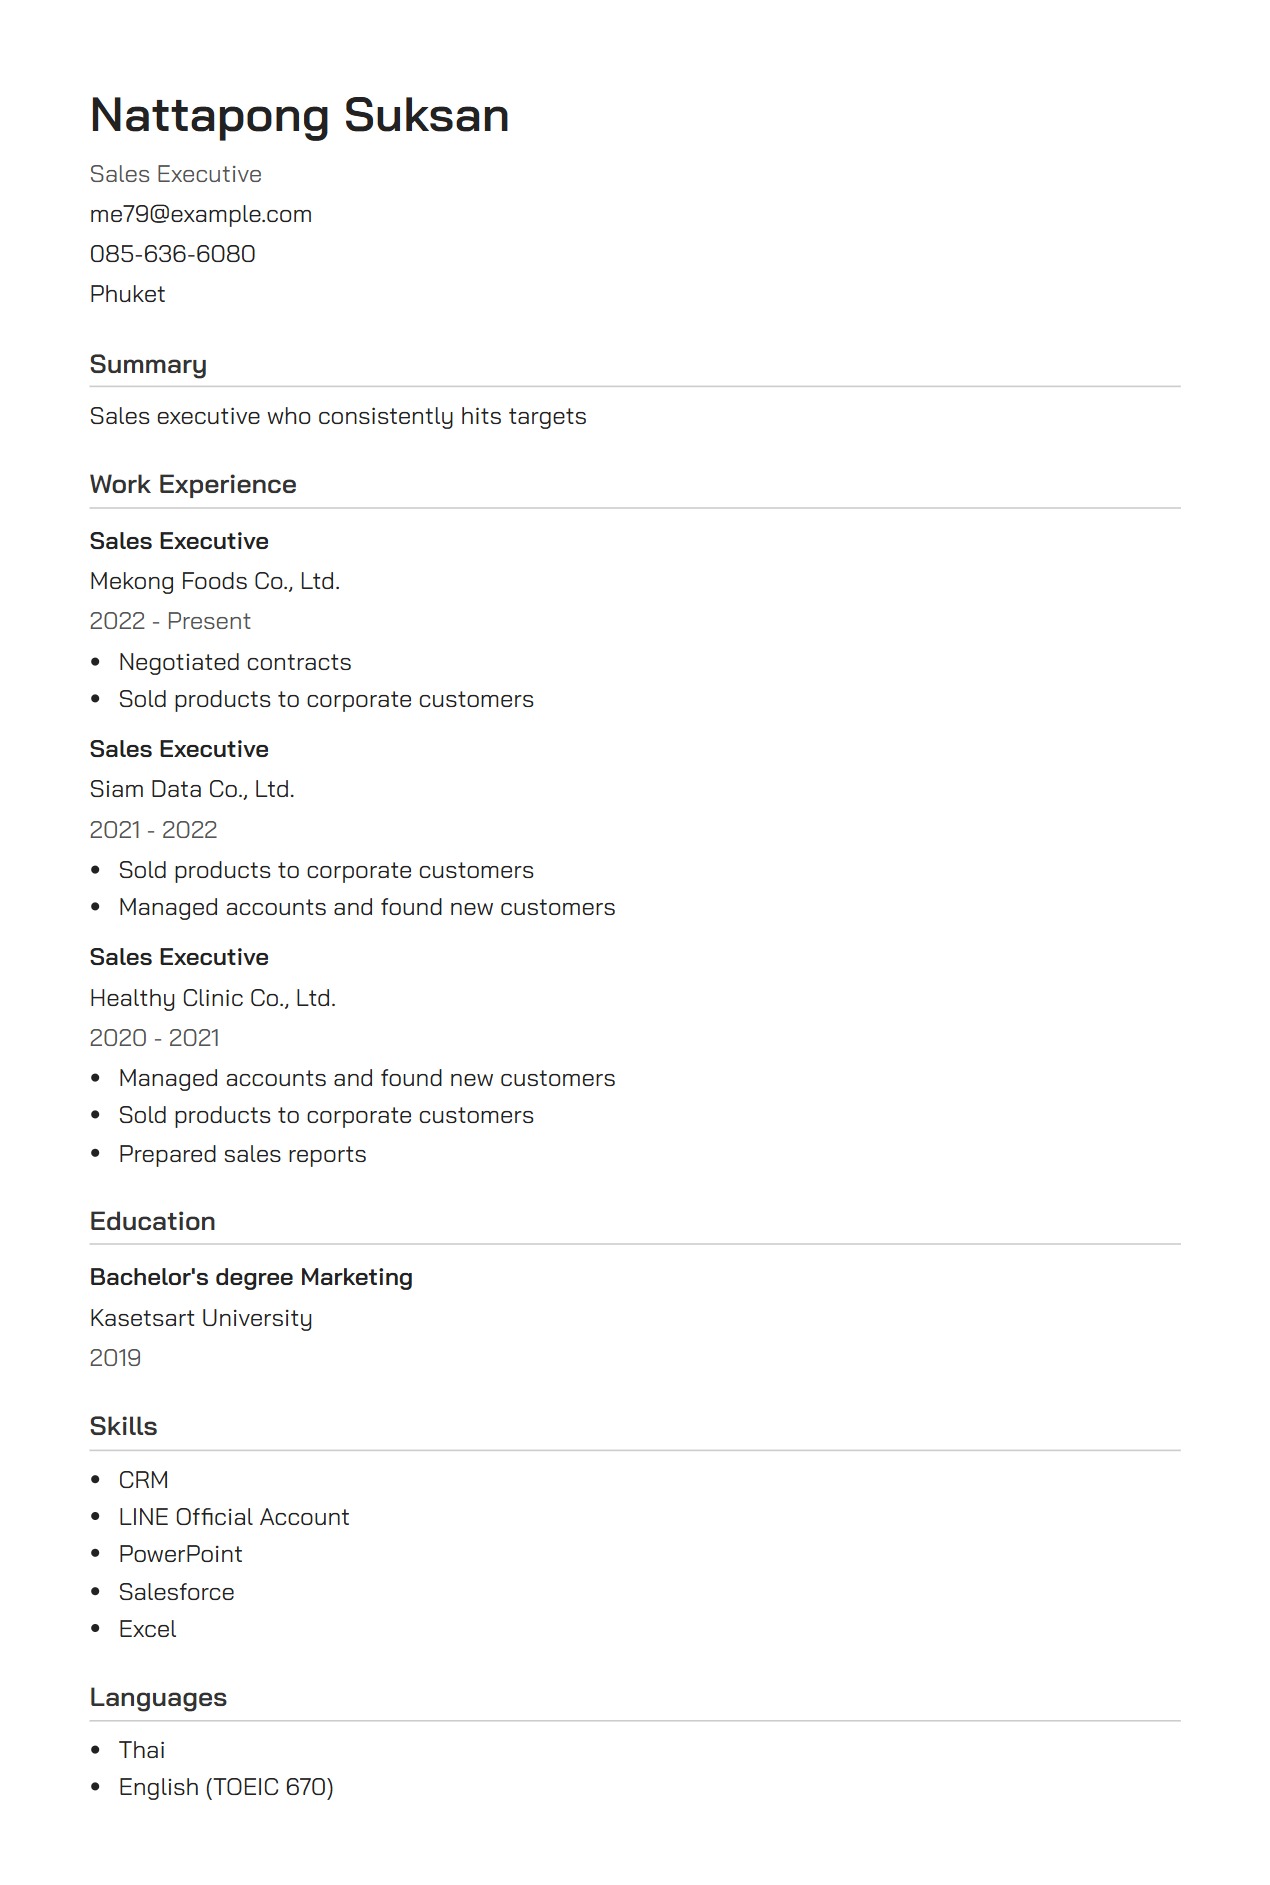 Nattapong Suksan
Sales Executive
me79@example.com
085-636-6080
Phuket
Summary
Sales executive who consistently hits targets
Work Experience
Sales Executive
Mekong Foods Co., Ltd.
2022 - Present
• Negotiated contracts
• Sold products to corporate customers
Sales Executive
Siam Data Co., Ltd.
2021 - 2022
• Sold products to corporate customers
• Managed accounts and found new customers
Sales Executive
Healthy Clinic Co., Ltd.
2020 - 2021
• Managed accounts and found new customers
• Sold products to corporate customers
• Prepared sales reports
Education
Bachelor's degree Marketing
Kasetsart University
2019
Skills
• CRM
• LINE Official Account
• PowerPoint
• Salesforce
• Excel
Languages
• Thai
• English (TOEIC 670)